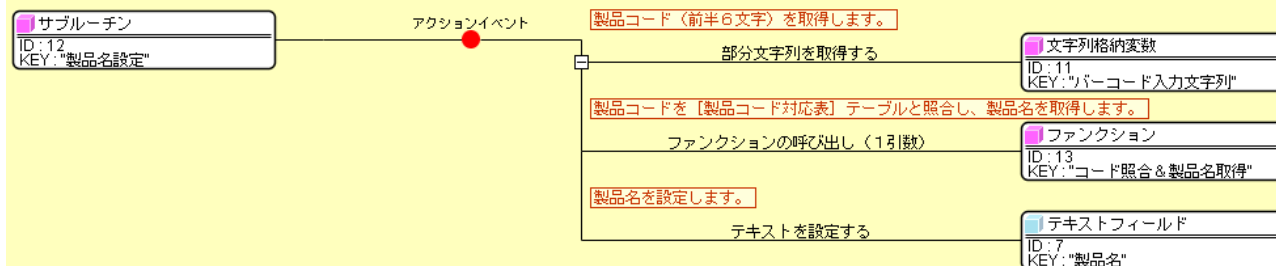 サブルーチン
ID:12
KEY:"製品名設定"
アクションイベント
製品コード（前半６文字）を取得します。
部分文字列を取得する
文字列格納変数
ID:11
KEY:"バーコード入力文字列"
製品コードを［製品コード対応表］テーブルと照合し、製品名を取得します。
ファンクションの呼び出し（１引数）
ファンクション
ID:13
KEY:"コード照合＆製品名取得"
製品名を設定します。
テキストを設定する
テキストフィールド
ID:7
KEY:"製品名"